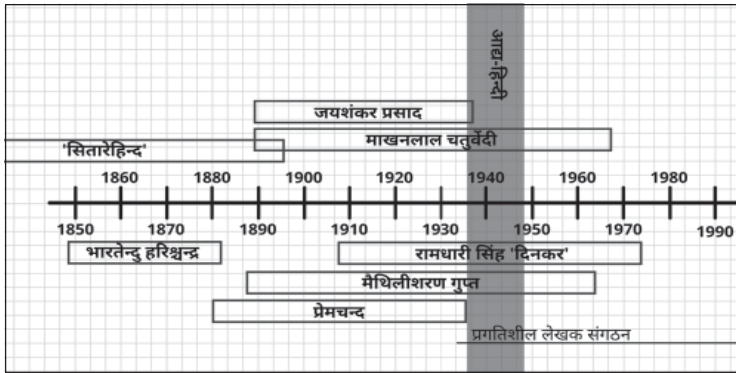 आद्य-हिन्दी
जयशंकर प्रसाद
माखनलाल चतुर्वेदी
'सितारेहिन्द'
1860 1880 1900 1920 1940 1960 1980
1850 1870 1890 1910 1930 1950 1970 1990
भारतेन्दु हरिश्चन्द्र
रामधारी सिंह 'दिनकर'
मैथिलीशरण गुप्त
प्रेमचन्द
प्रगतिशील लेखक संगठन